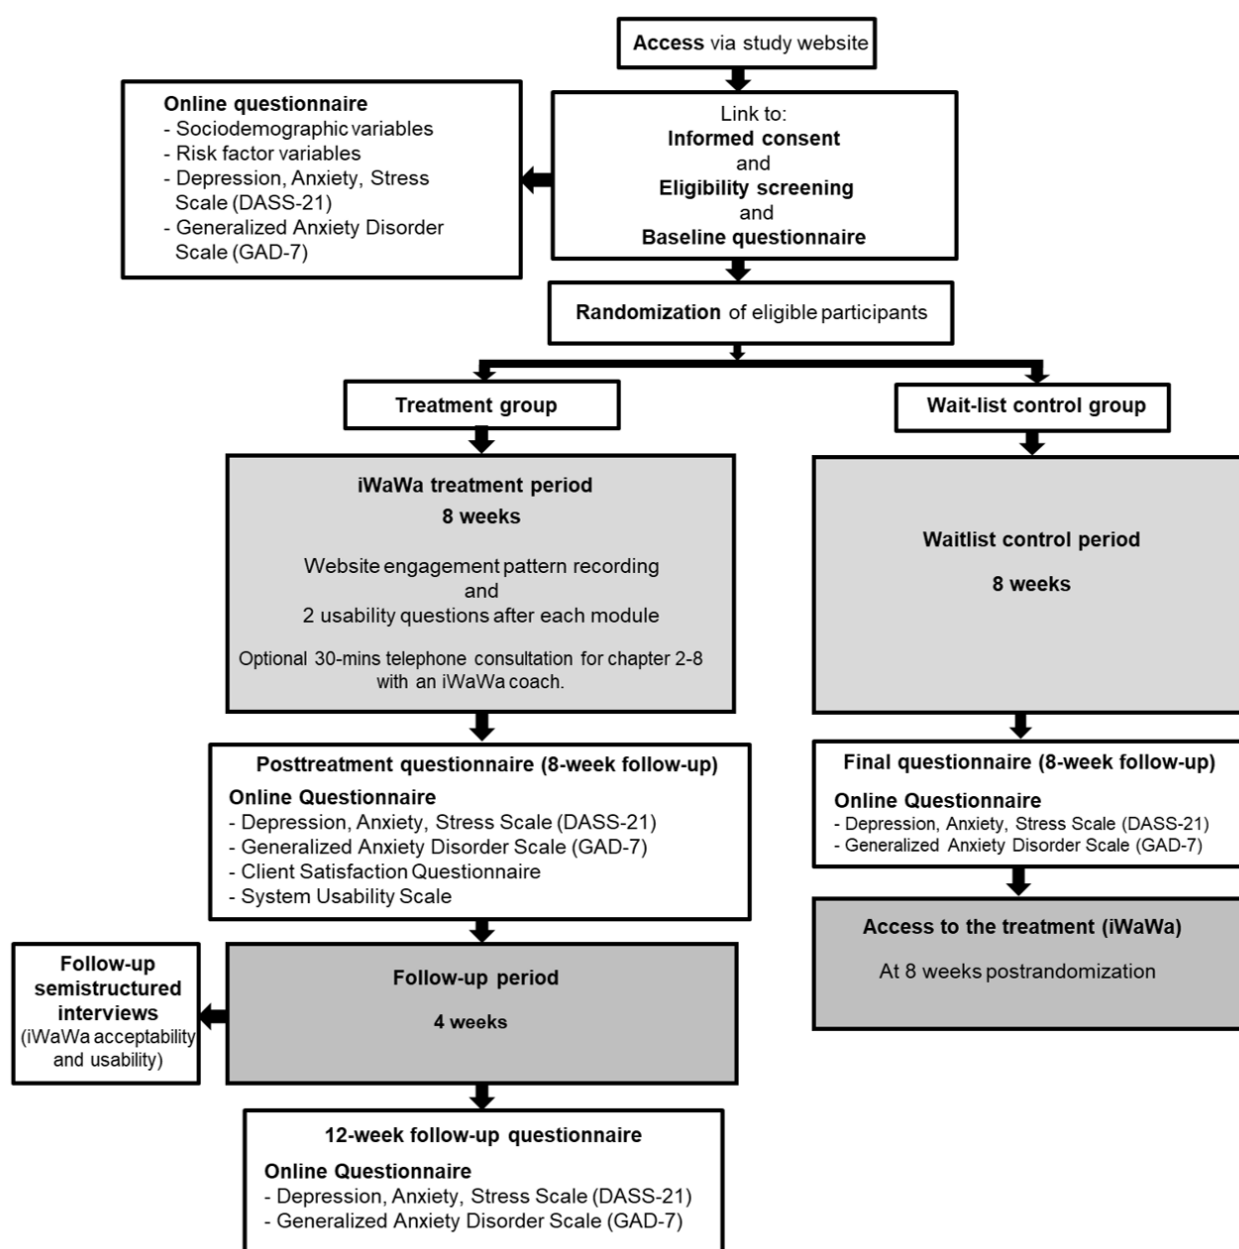 Access via study website
Online questionnaire
- Sociodemographic variables
- Risk factor variables
- Depression, Anxiety, Stress
Scale (DASS-21)
- Generalized Anxiety Disorder
Scale (GAD-7)
Link to:
Informed consent
and
Eligibility screening
and
Baseline questionnaire
Randomization of eligible participants
Treatment group
Wait-list control group
iWaWa treatment period
8 weeks
Website engagement pattern recording
and
2 usability questions after each module
Optional 30-mins telephone consultation for chapter 2-8
with an iWaWa coach.
Waitlist control period
8 weeks
Posttreatment questionnaire (8-week follow-up)
Online Questionnaire
- Depression, Anxiety, Stress Scale (DASS-21)
- Generalized Anxiety Disorder Scale (GAD-7)
- Client Satisfaction Questionnaire
- System Usability Scale
Final questionnaire (8-week follow-up)
Online Questionnaire
- Depression, Anxiety, Stress Scale (DASS-21)
- Generalized Anxiety Disorder Scale (GAD-7)
Access to the treatment (iWaWa)
At 8 weeks postrandomization
Follow-up
semistructured
interviews
(iWaWa acceptability
and usability)
Follow-up period
4 weeks
12-week follow-up questionnaire
Online Questionnaire
- Depression, Anxiety, Stress Scale (DASS-21)
- Generalized Anxiety Disorder Scale (GAD-7)